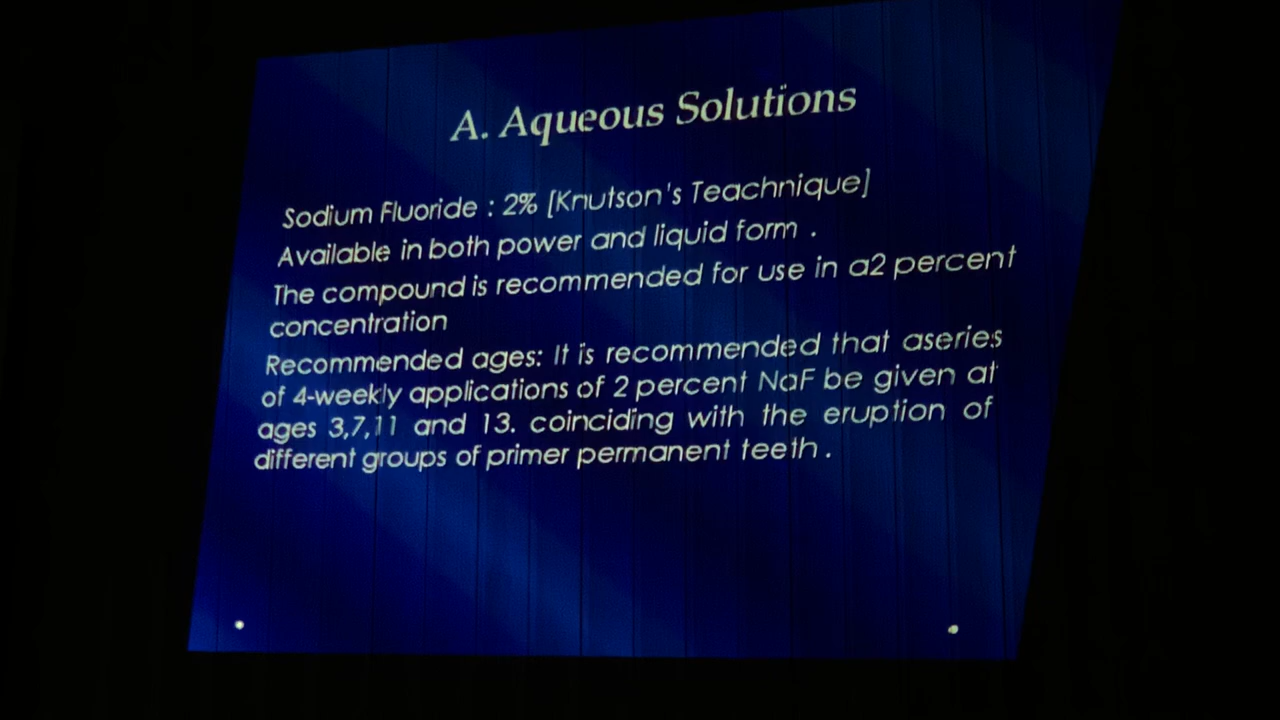 A. Aqueous Solutions
Sodium Fluoride : 2% [Knutson's Teachnique]
Available in both power and liquid form .
The compound is recommended for use in a2 percent
concentration
Recommended ages: It is recommended that aseries
of 4-weekly applications of 2 percent NaF be given at
ages 3,7,11 and 13. coinciding with the eruption of
different groups of primer permanent teeth .